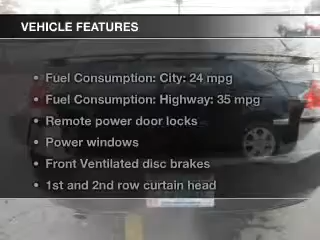 VEHICLE FEATURES
• Fuel Consumption: City: 24 mpg
• Fuel Consumption: Highway: 35 mpg
• Remote power door locks
• Power windows
• Front Ventilated disc brakes
• 1st and 2nd row curtain head